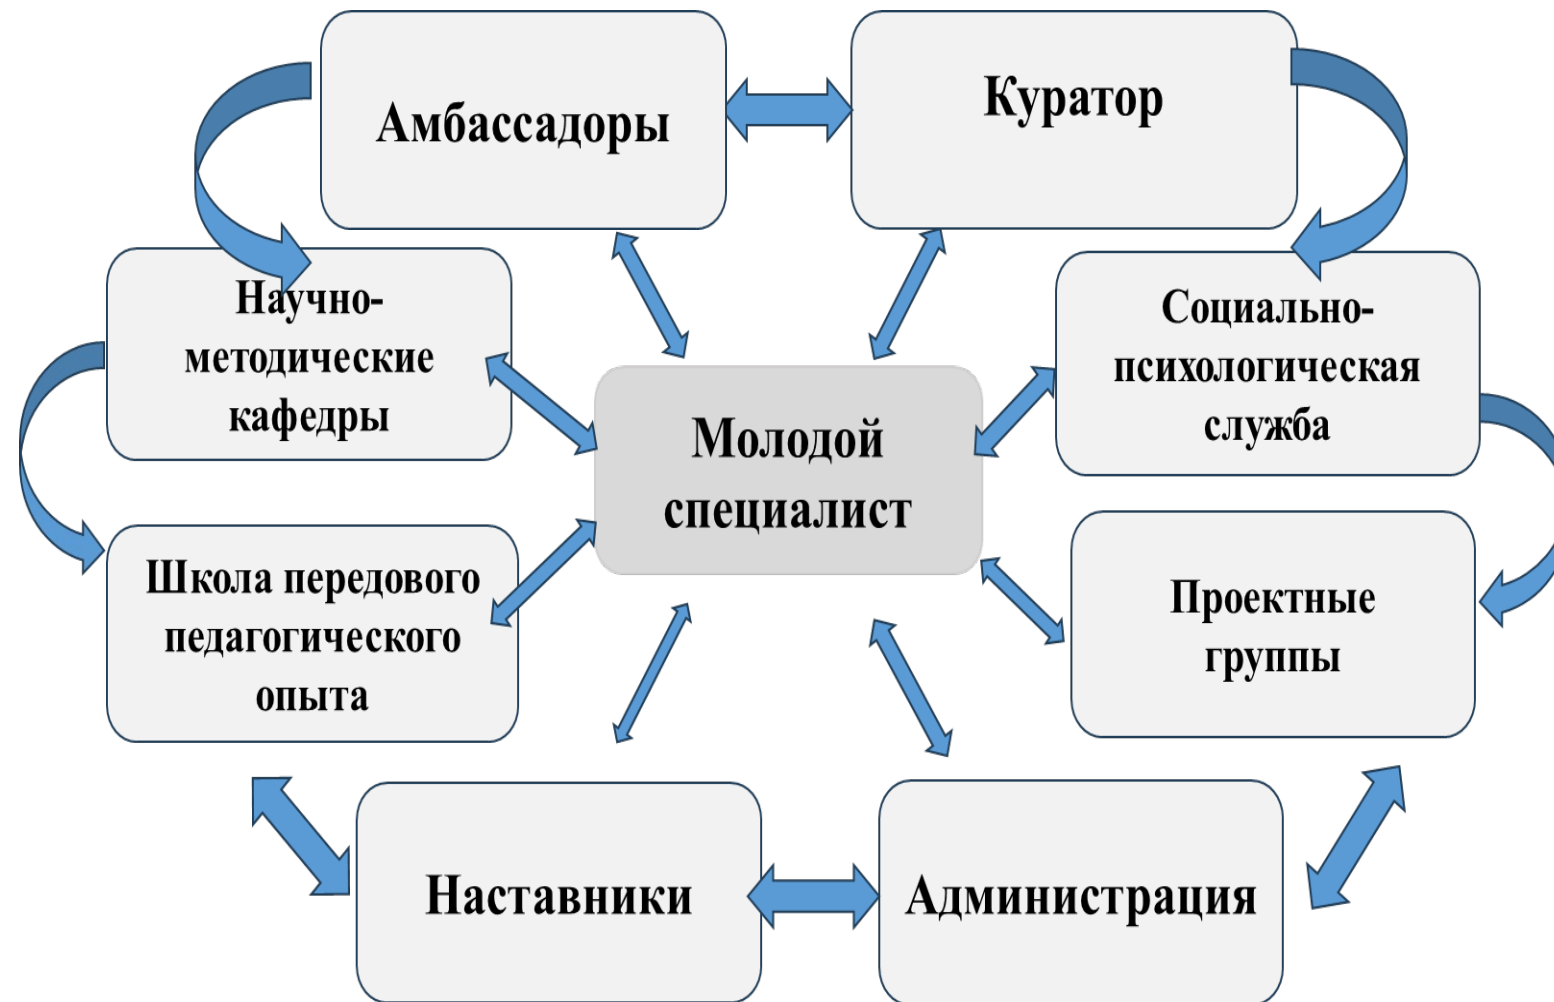 Амбассадоры
Куратор
Научно-
методические
кафедры
Социально-
психологическая
служба
Молодой
специалист
Школа передового
педагогического
опыта
Проектные
группы
Наставники
Администрация